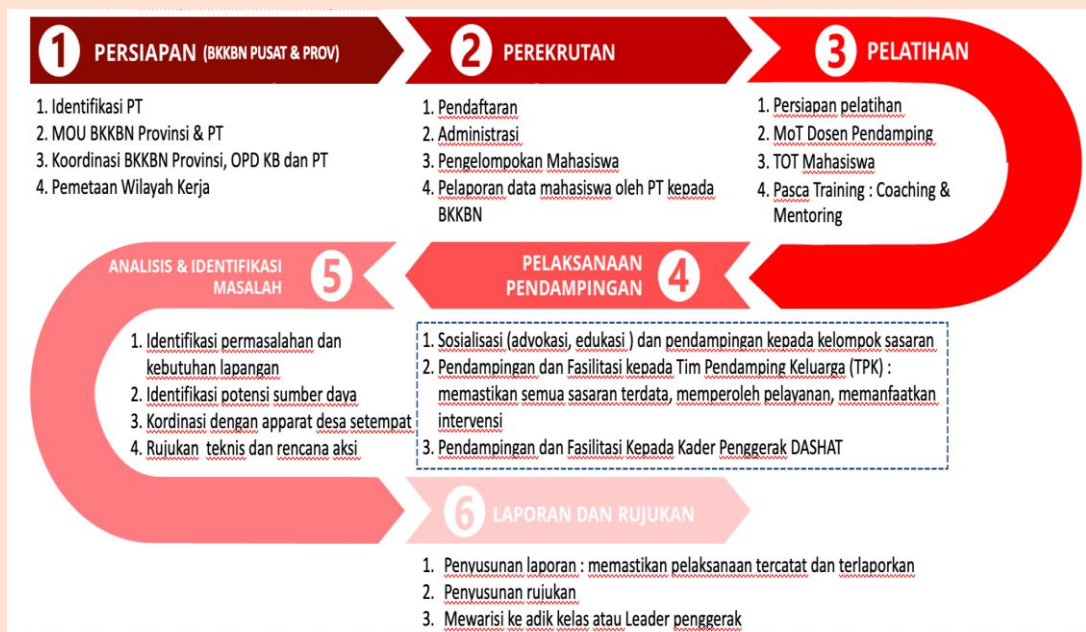 1 PERSIAPAN (BKKBN PUSAT & PROV)
1. Identifikasi PT
2. MOU BKKBN Provinsi & PT
3. Koordinasi BKKBN Provinsi, OPD KB dan PT
4. Pemetaan Wilayah Kerja
2 PEREKRUTAN
1. Pendaftaran
2. Administrasi
3. Pengelompokan Mahasiswa
4. Pelaporan data mahasiswa oleh PT kepada
BKKBN
3 PELATIHAN
1. Persiapan pelatihan
2. MoT Dosen Pendamping
3. TOT Mahasiswa
4. Pasca Training : Coaching &
Mentoring
PELAKSANAAN
PENDAMPINGAN 4
1. Sosialisasi (advokasi, edukasi ) dan pendampingan kepada kelompok sasaran
2. Pendampingan dan Fasilitasi kepada Tim Pendamping Keluarga (TPK) :
memastikan semua sasaran terdata, memperoleh pelayanan, memanfaatkan
intervensi
3. Pendampingan dan Fasilitasi Kepada Kader Penggerak DASHAT
ANALISIS & IDENTIFIKASI
MASALAH 5
1. Identifikasi permasalahan dan
kebutuhan lapangan
2. Identifikasi potensi sumber daya
3. Kordinasi dengan apparat desa setempat
4. Rujukan teknis dan rencana aksi
6 LAPORAN DAN RUJUKAN
1. Penyusunan laporan : memastikan pelaksanaan tercatat dan terlaporkan
2. Penyusunan rujukan
3. Mewarisi ke adik kelas atau Leader penggerak